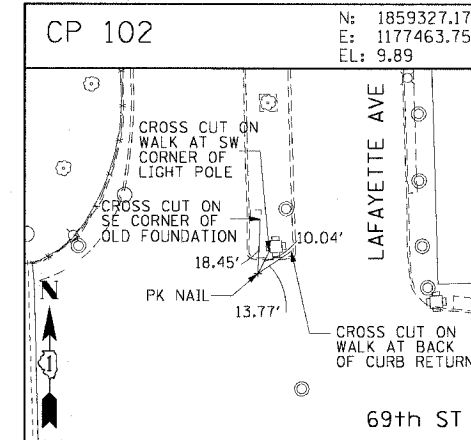 CP 102
N: 1859327.17
E: 1177463.75
EL: 9.89
LAFAYETTE AVE
CROSS CUT ON
WALK AT SW
CORNER OF
LIGHT POLE
CROSS CUT ON
SE CORNER OF
OLD FOUNDATION
10.04'
18.45'
N
PK NAIL
13.77'
1
CROSS CUT ON
WALK AT BACK
OF CURB RETURN
69th ST